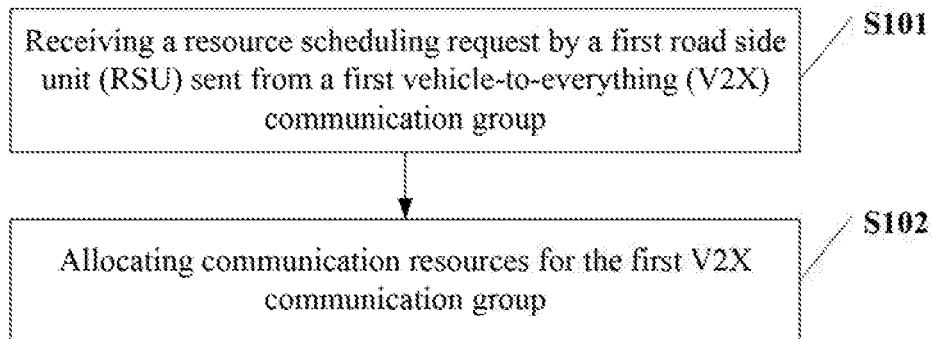 Receiving a resource scheduling request by a first road side
unit (RSU) sent from a first vehicle-to-everything (V2X)
communication group
S101
Allocating communication resources for the first V2X
communication group
S102